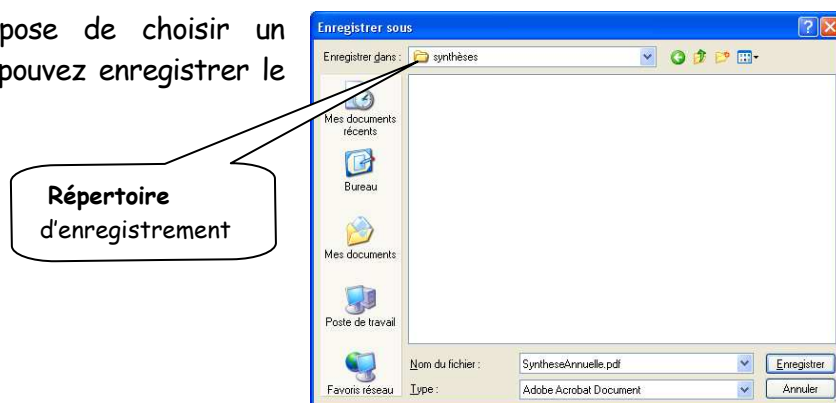 pose de choisir un
pouvez enregistrer le
Répertoire
d'enregistrement
Enregistrer sous
Enregistrer dans :
synthèses
Mes documents
récents
Bureau
Mes documents
Poste de travail
Favoris réseau
Nom du fichier :
SyntheseAnnuelle.pdf
Enregistrer
Type :
Adobe Acrobat Document
Annuler